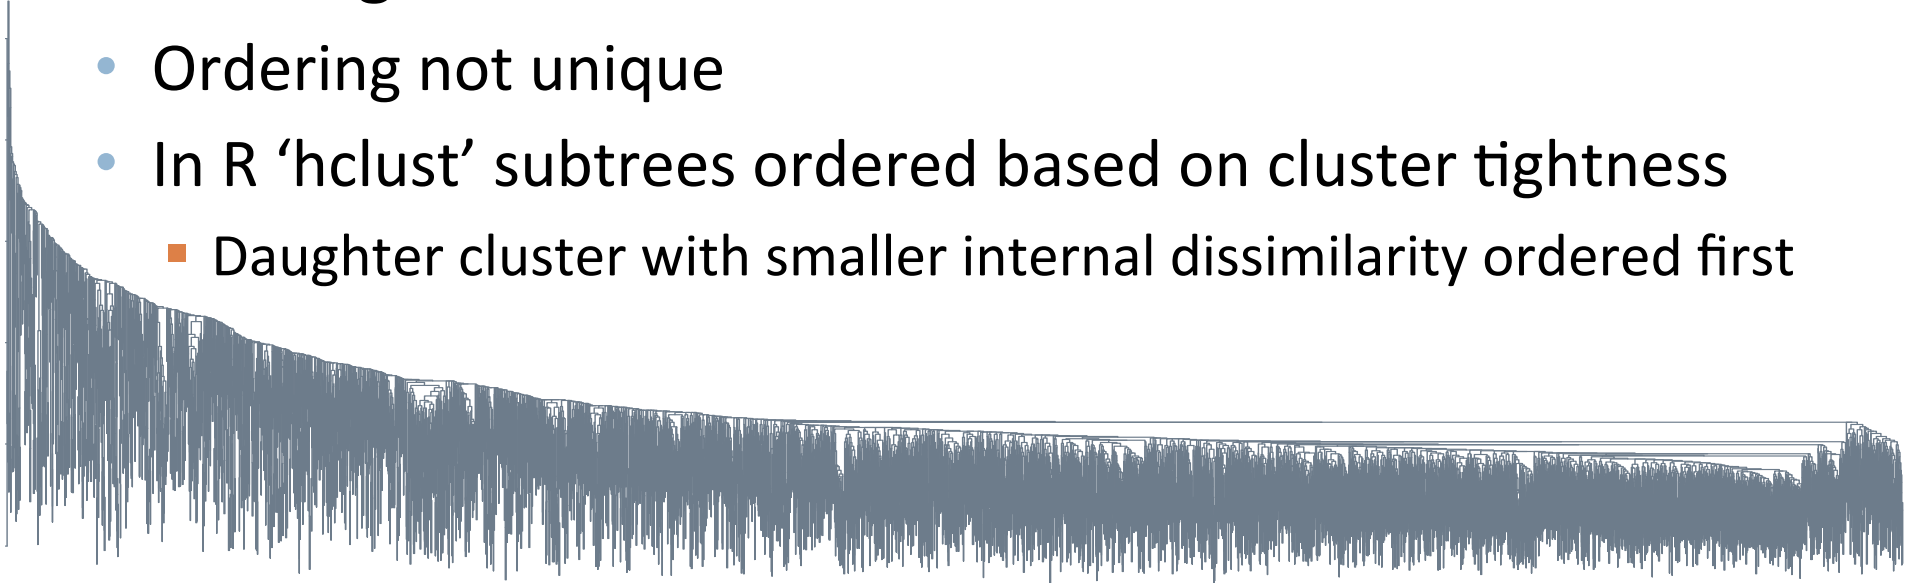 • Ordering not unique
• In R ‘hclust’ subtrees ordered based on cluster tightness
▪ Daughter cluster with smaller internal dissimilarity ordered first